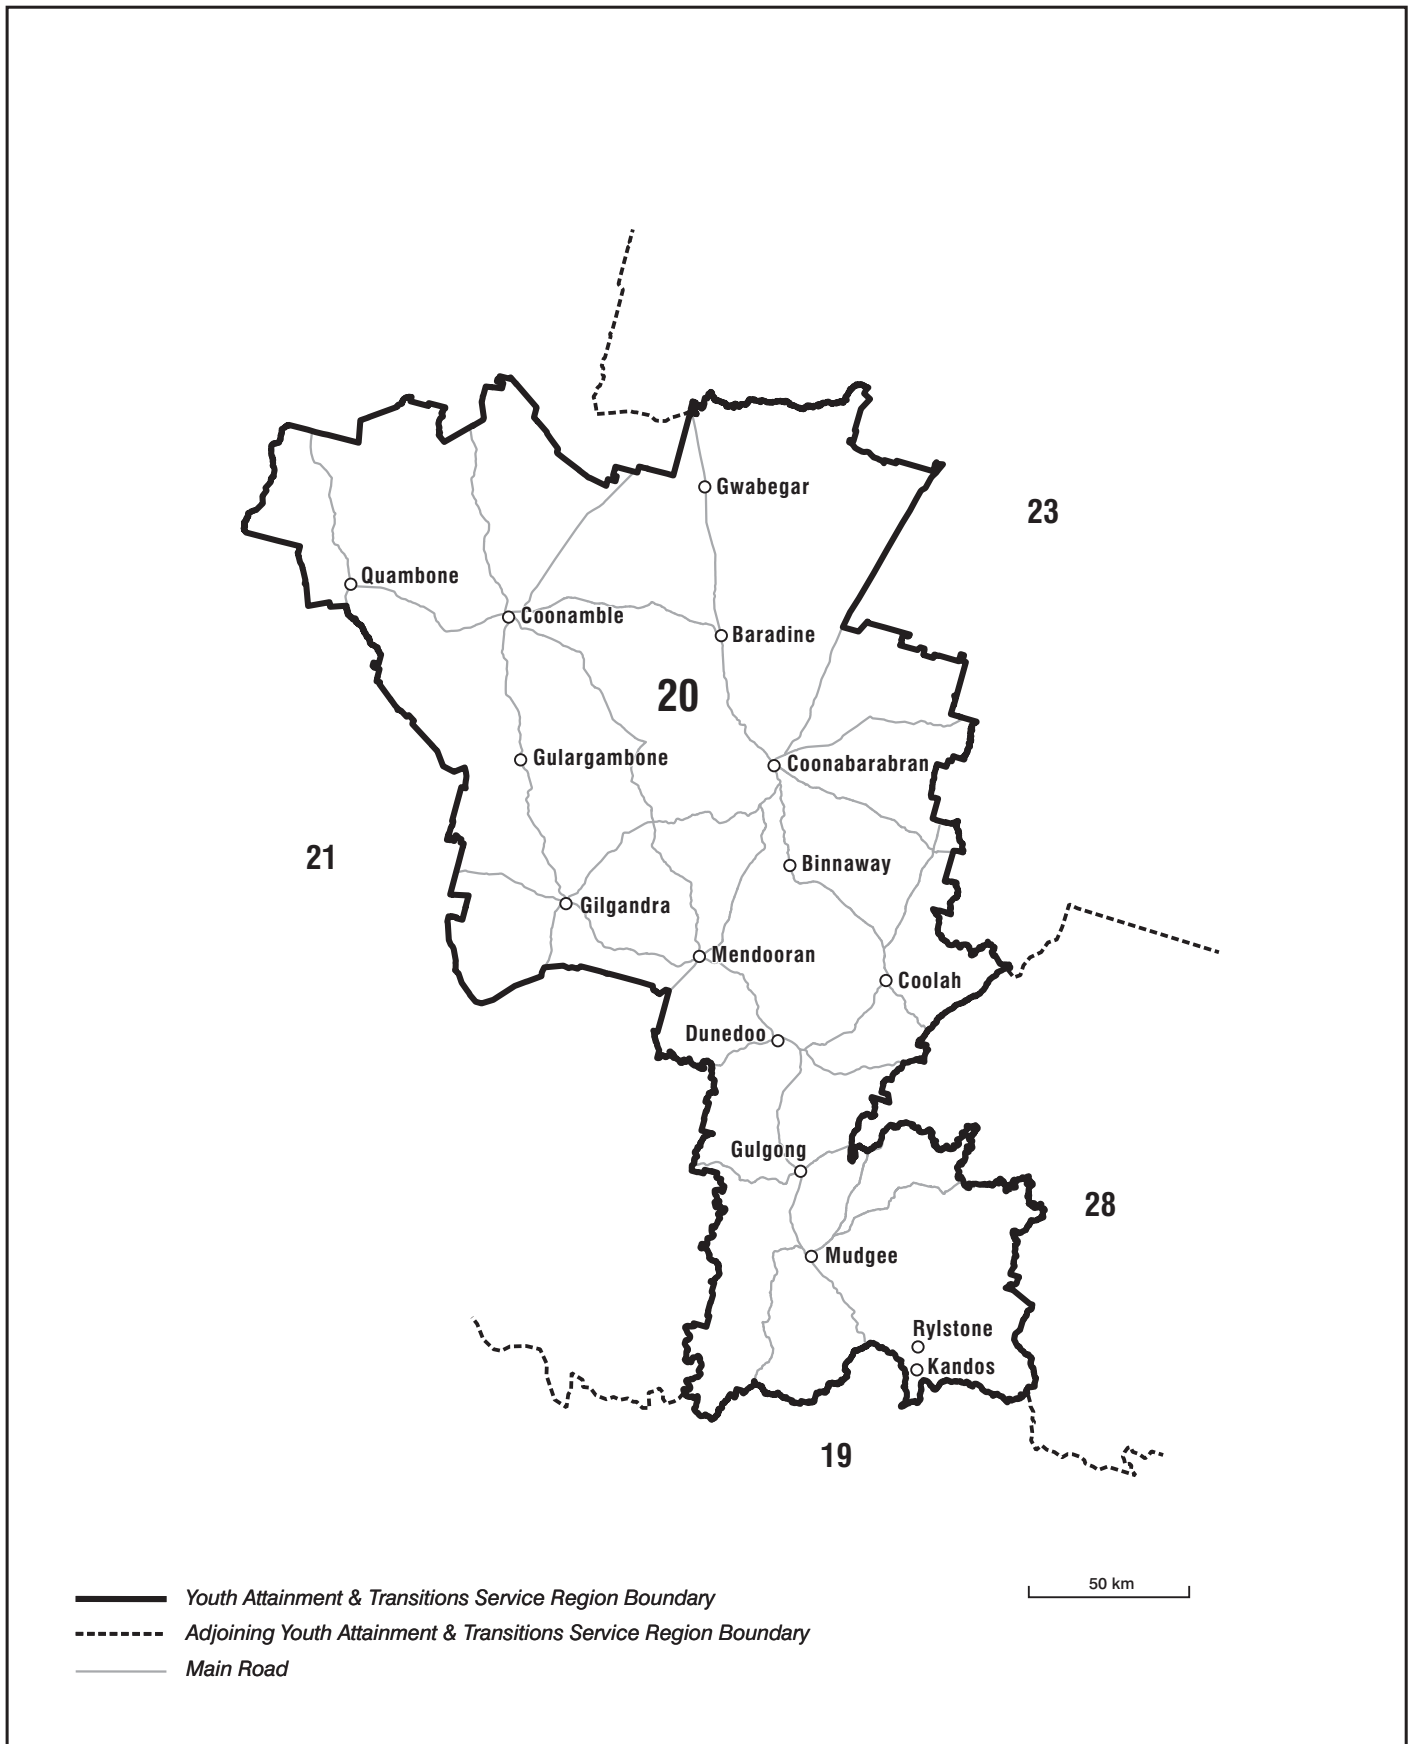 Gwabegar
23
Quambone
Coonamble
Baradine
20
Gulargambone
Coonabarabran
21
Binnaway
Gilgandra
Mendooran
Coolah
Dunedoo
Gulgong
28
Mudgee
Rylstone
Kandos
19
Youth Attainment & Transitions Service Region Boundary
50 km
Adjoining Youth Attainment & Transitions Service Region Boundary
Main Road